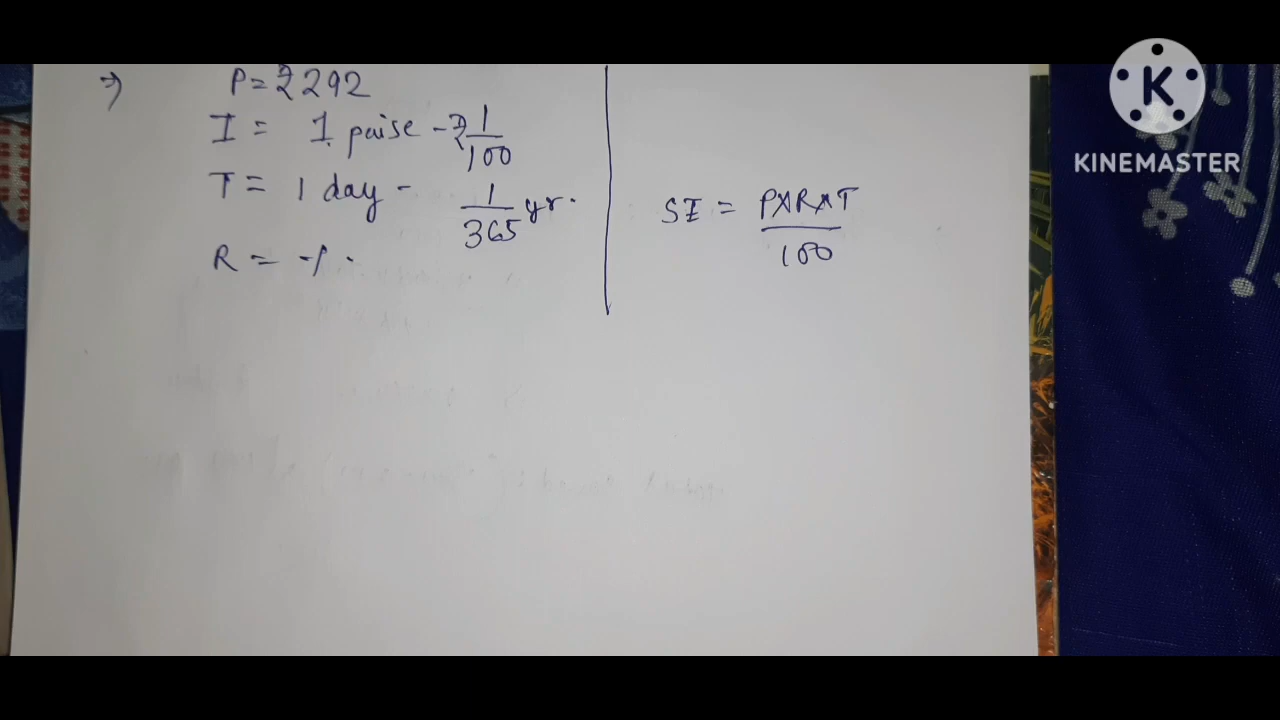 ⇒ P = ₹ 292
I = 1 paise - ₹ 1/100
T = 1 day - 1/365 yr.
R = -/.
SI = P×R×T/100
K
KINEMASTER